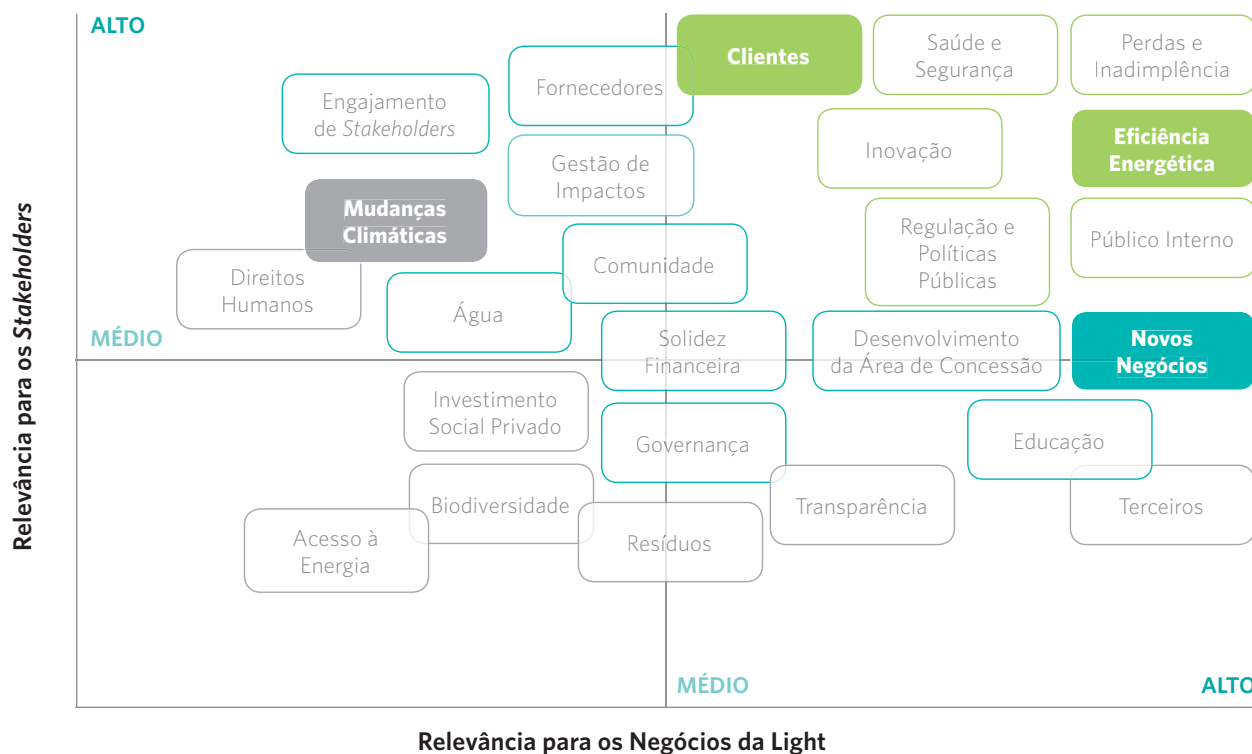 ALTO
Clientes
Saúde e
Segurança
Perdas e
Inadimplência
Fornecedores
Engajamento
de Stakeholders
Inovação
Eficiência
Energética
Gestão de
Impactos
Mudanças
Climáticas
Regulação e
Políticas
Públicas
Público Interno
Comunidade
Direitos
Humanos
Água
MÉDIO
Solidez
Financeira
Desenvolvimento
da Área de Concessão
Novos
Negócios
Investimento
Social Privado
Governança
Educação
Biodiversidade
Transparência
Terceiros
Acesso à
Energia
Resíduos
MÉDIO
ALTO
Relevância para os Stakeholders
Relevância para os Negócios da Light